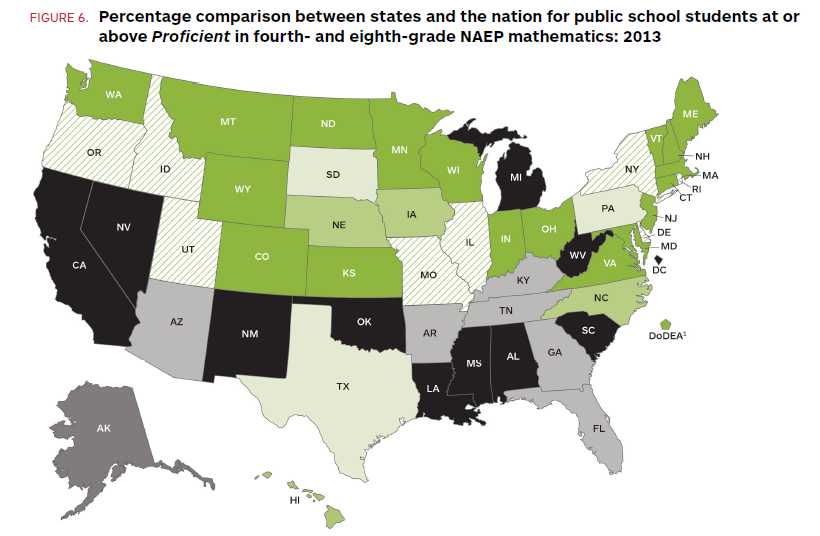 FIGURE 6. Percentage comparison between states and the nation for public school students at or
above Proficient in fourth- and eighth-grade NAEP mathematics: 2013
WA
MT
ND
MN
ME
VT
OR
ID
SD
WI
MI
NY
NH
MA
RI
CT
WY
NE
IA
PA
NJ
DE
MD
DC
NV
UT
CO
KS
MO
IL
IN
OH
WV
VA
CA
KY
NC
AZ
NM
OK
AR
TN
SC
DoDEA¹
TX
LA
MS
AL
GA
FL
AK
HI